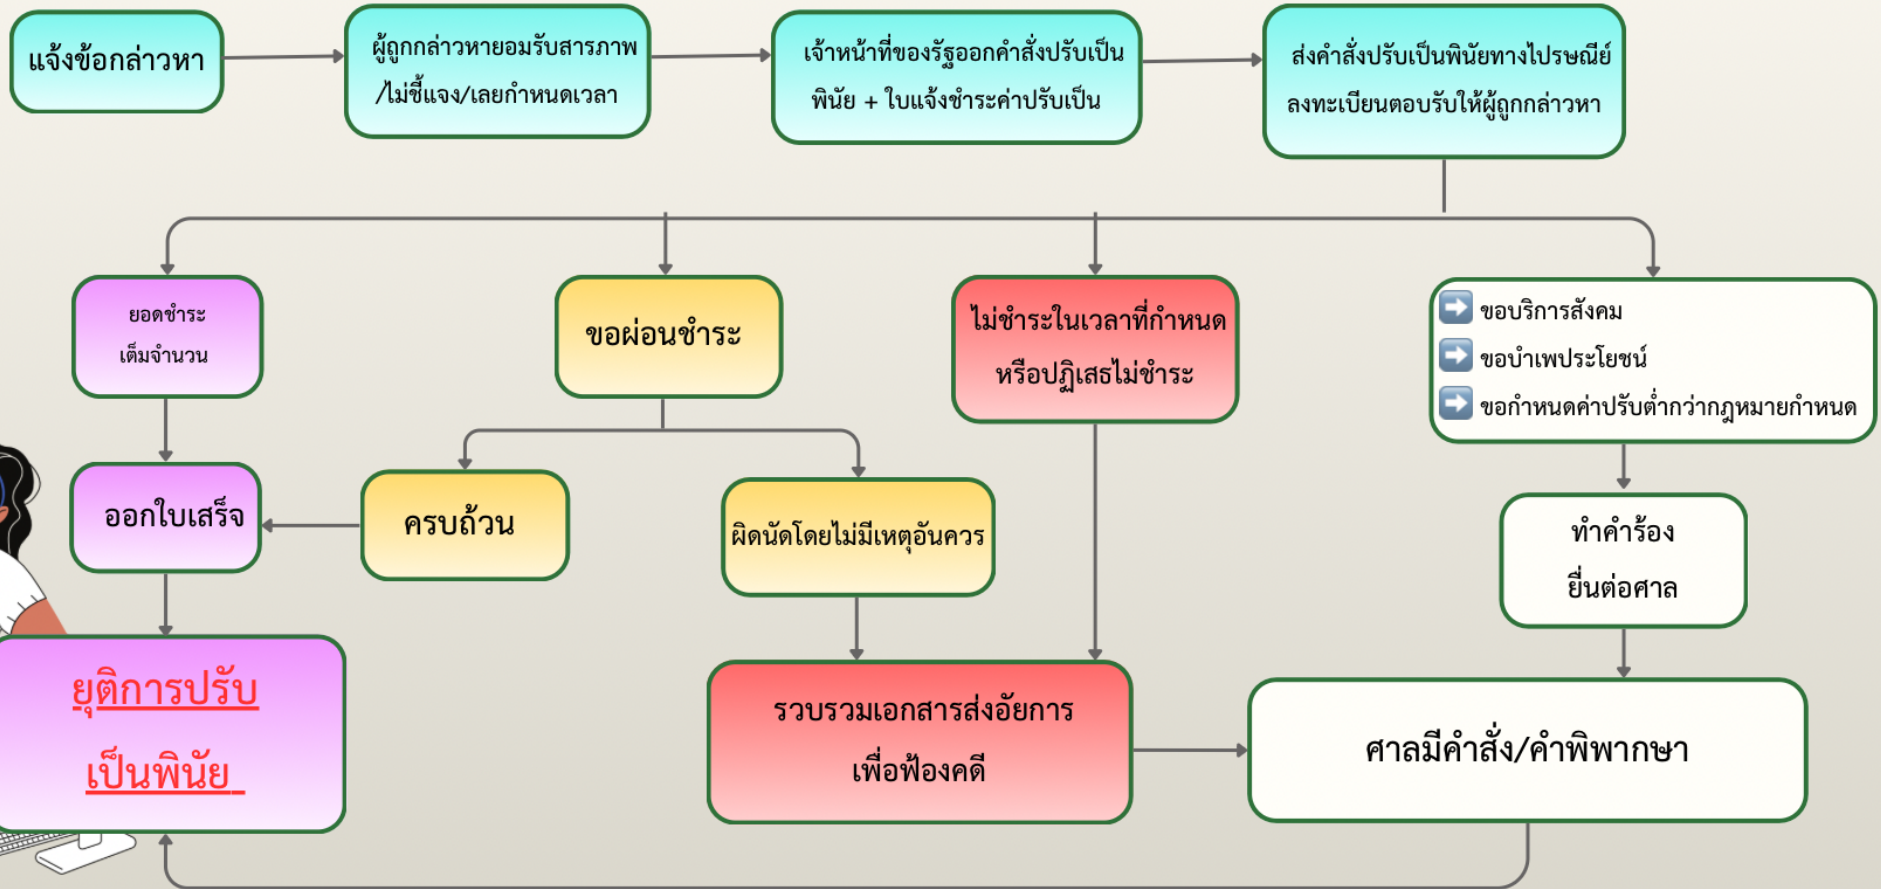 แจ้งข้อกล่าวหา
ผู้ถูกกล่าวหายอมรับสารภาพ
/ไม่ชี้แจง/เลยกำหนดเวลา
เจ้าหน้าที่ของรัฐออกคำสั่งปรับเป็น
พินัย + ใบแจ้งชำระค่าปรับเป็น
ส่งคำสั่งปรับเป็นพินัยทางไปรษณีย์
ลงทะเบียนตอบรับให้ผู้ถูกกล่าวหา
ยอดชำระ
เต็มจำนวน
ขอผ่อนชำระ
ไม่ชำระในเวลาที่กำหนด
หรือปฏิเสธไม่ชำระ
ขอบริการสังคม
ขอบำเพประโยชน์
ขอกำหนดค่าปรับต่ำกว่ากฎหมายกำหนด
ออกใบเสร็จ
ครบถ้วน
ผิดนัดโดยไม่มีเหตุอันควร
ทำคำร้อง
ยื่นต่อศาล
ยุติการปรับ
เป็นพินัย
รวบรวมเอกสารส่งอัยการ
เพื่อฟ้องคดี
ศาลมีคำสั่ง/คำพิพากษา